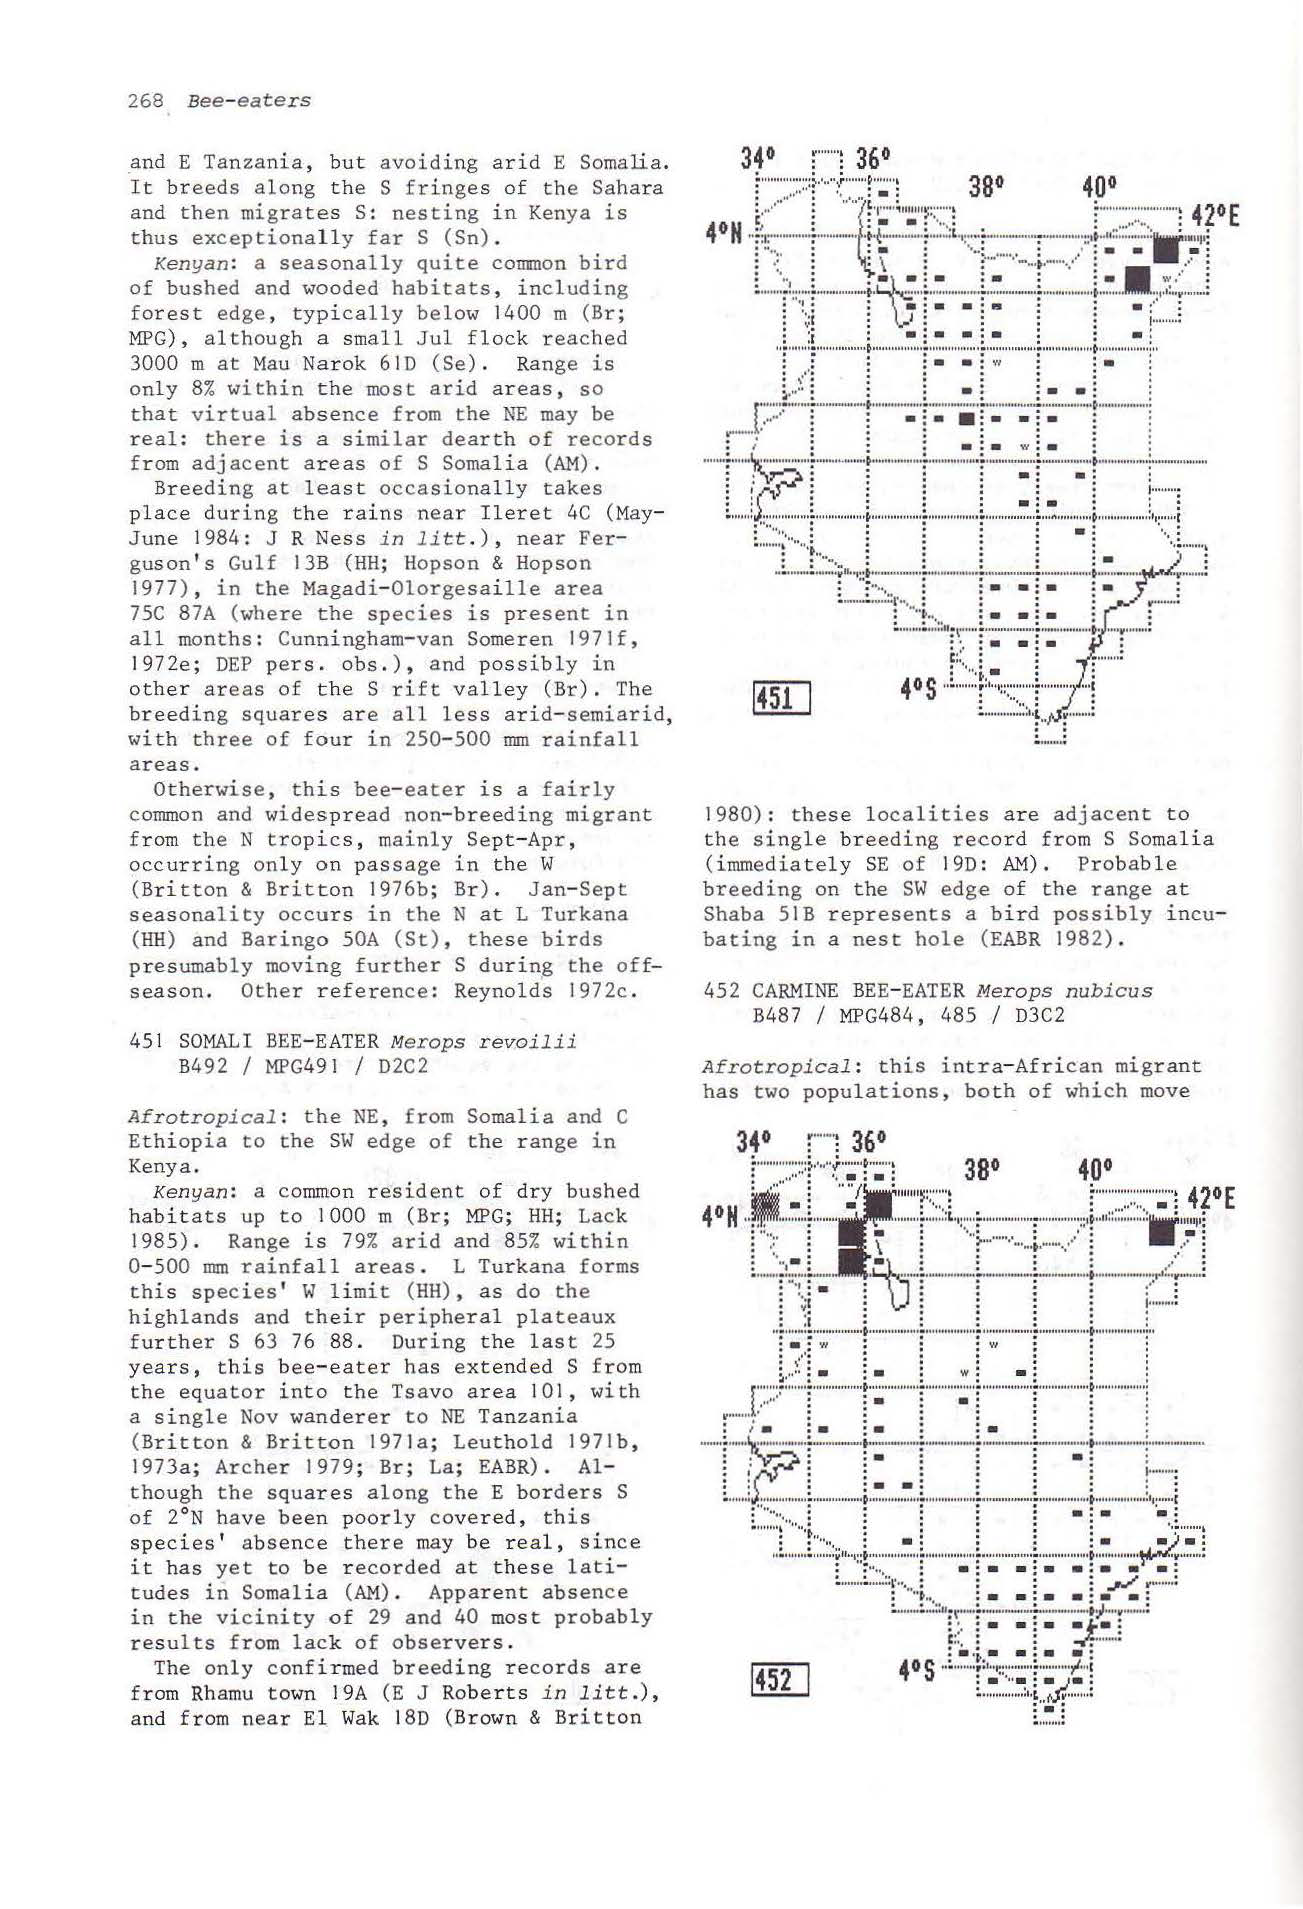 268 Bee-eaters
and E Tanzania, but avoiding arid E Somalia.
It breeds along the S fringes of the Sahara
and then migrates S: nesting in Kenya is
thus exceptionally far S (Sn).
Kenyan: a seasonally quite common bird
of bushed and wooded habitats, including
forest edge, typically below 1400 m (Br;
MPG), although a small Jul flock reached
3000 m at Mau Narok 61D (Se). Range is
only 8% within the most arid areas, so
that virtual absence from the NE may be
real: there is a similar dearth of records
from adjacent areas of S Somalia (AM).
Breeding at least occasionally takes
place during the rains near Ileret 4C (May-
June 1984: J R Ness in litt.), near Fer-
guson's Gulf 13B (HH; Hopson & Hopson
1977), in the Magadi-Olorgesaille area
75C 87A (where the species is present in
all months: Cunningham-van Someren 1971f,
1972e; DEP pers. obs.), and possibly in
other areas of the S rift valley (Br). The
breeding squares are all less arid-semiarid,
with three of four in 250-500 mm rainfall
areas.
Otherwise, this bee-eater is a fairly
common and widespread non-breeding migrant
from the N tropics, mainly Sept-Apr,
occurring only on passage in the W
(Britton & Britton 1976b; Br). Jan-Sept
seasonality occurs in the N at L Turkana
(HH) and Baringo 50A (St), these birds
presumably moving further S during the off-
season. Other reference: Reynolds 1972c.
451 SOMALI BEE-EATER Merops revoilii
B492 / MPG491 / D2C2
Afrotropical: the NE, from Somalia and C
Ethiopia to the SW edge of the range in
Kenya.
Kenyan: a common resident of dry bushed
habitats up to 1000 m (Br; MPG; HH; Lack
1985). Range is 79% arid and 85% within
0-500 mm rainfall areas. L Turkana forms
this species' W limit (HH), as do the
highlands and their peripheral plateaux
further S 63 76 88. During the last 25
years, this bee-eater has extended S from
the equator into the Tsavo area 101, with
a single Nov wanderer to NE Tanzania
(Britton & Britton 1971a; Leuthold 1971b,
1973a; Archer 1979; Br; La; EABR). Al-
though the squares along the E borders S
of 2°N have been poorly covered, this
species' absence there may be real, since
it has yet to be recorded at these lati-
tudes in Somalia (AM). Apparent absence
in the vicinity of 29 and 40 most probably
results from lack of observers.
The only confirmed breeding records are
from Rhamu town 19A (E J Roberts in litt.),
and from near El Wak 18D (Brown & Britton
34° 36°
38° 40°
42°E
4°N
w
w
w
4°S
451
1980): these localities are adjacent to
the single breeding record from S Somalia
(immediately SE of 19D: AM). Probable
breeding on the SW edge of the range at
Shaba 51B represents a bird possibly incu-
bating in a nest hole (EABR 1982).
452 CARMINE BEE-EATER Merops nubicus
B487 / MPG484, 485 / D3C2
Afrotropical: this intra-African migrant
has two populations, both of which move
34° 36°
38° 40°
42°E
4°N
w w
w
4°S
452